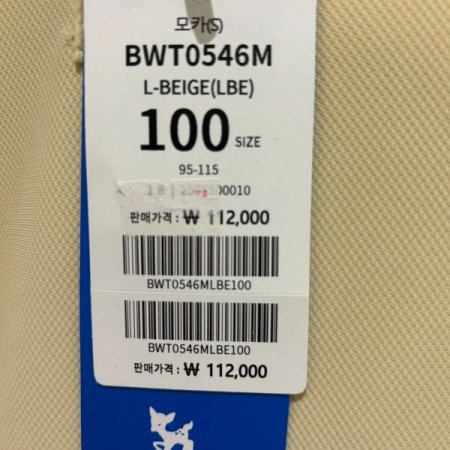 모카(S)
BWT0546M
L-BEIGE(LBE)
100 SIZE
95-115
00010
판매가격 : ₩ 112,000
BWT0546MLBE100
BWT0546MLBE100
판매가격 : ₩ 112,000